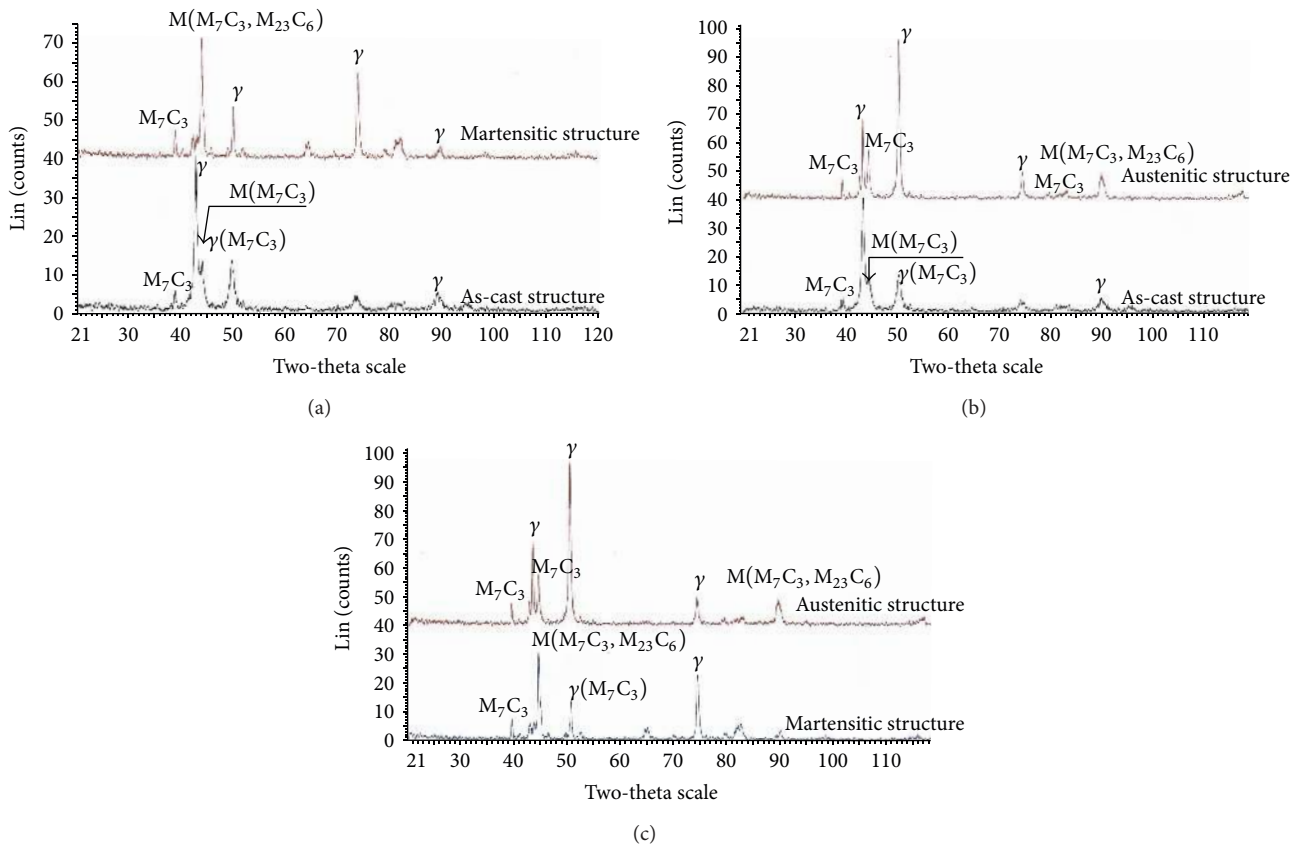 M(M₇C₃, M₂₃C₆)
70
γ
60
γ
50
M₇C₃
γ
Martensitic structure
40
γ
30
M(M₇C₃)
20
γ(M₇C₃)
10
M₇C₃
γ
As-cast structure
0
21 30 40 50 60 70 80 90 100 110 120
Lin (counts)
Two-theta scale
(a)
100
γ
90
80
70
γ
60
M₇C₃
M₇C₃
γ
M(M₇C₃, M₂₃C₆)
50
M₇C₃
Austenitic structure
40
30
M(M₇C₃)
20
γ(M₇C₃)
10
M₇C₃
γ
As-cast structure
0
21 30 40 50 60 70 80 90 100 110
Lin (counts)
Two-theta scale
(b)
γ
100
90
80
γ
70
60
M₇C₃
M₇C₃
γ
M(M₇C₃, M₂₃C₆)
50
Austenitic structure
40
M(M₇C₃, M₂₃C₆)
30
γ
20
γ(M₇C₃)
M₇C₃
10
Martensitic structure
0
21 30 40 50 60 70 80 90 100 110
Lin (counts)
Two-theta scale
(c)